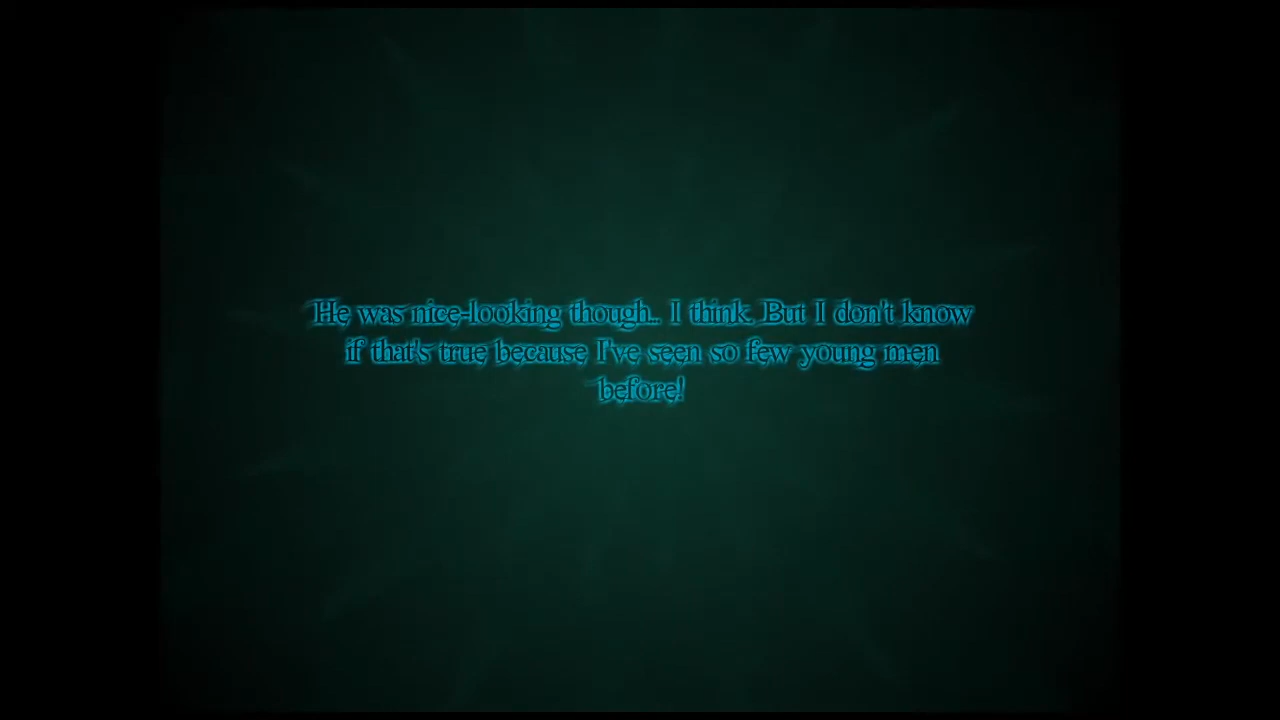 He was nice-looking though.. I think. But I don't know
if that's true because I've seen so few young men
before!